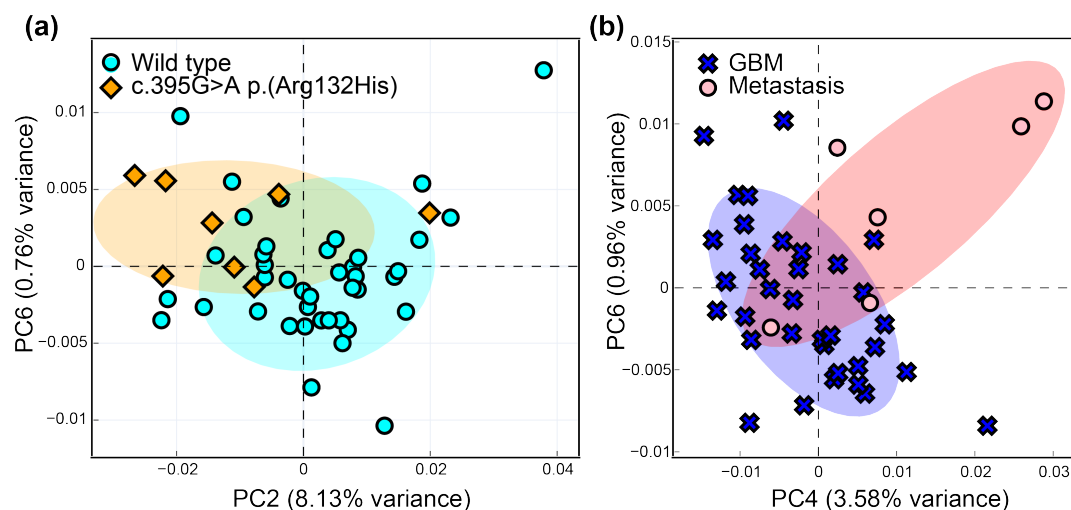 (a)
Wild type
c.395G>A p.(Arg132His)
0.01
0.005
0
−0.005
−0.01
PC6 (0.76% variance)
−0.02
0
0.02
0.04
PC2 (8.13% variance)
(b)
GBM
Metastasis
0.015
0.01
0.005
0
−0.005
−0.01
PC6 (0.96% variance)
−0.01
0
0.01
0.02
0.03
PC4 (3.58% variance)